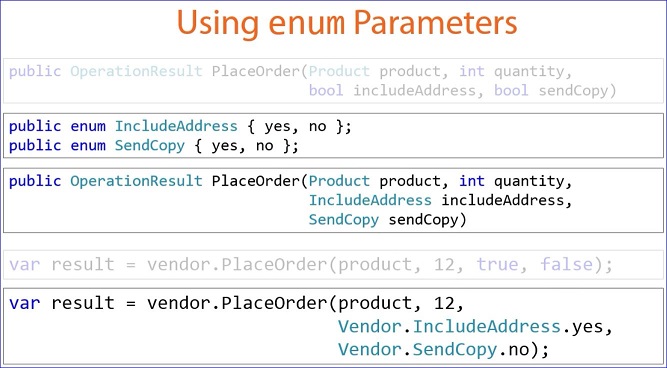 Using enum Parameters
public OperationResult PlaceOrder(Product product, int quantity,
bool includeAddress, bool sendCopy)
public enum IncludeAddress { yes, no };
public enum SendCopy { yes, no };
public OperationResult PlaceOrder(Product product, int quantity,
IncludeAddress includeAddress,
SendCopy sendCopy)
var result = vendor.PlaceOrder(product, 12, true, false);
var result = vendor.PlaceOrder(product, 12,
Vendor.IncludeAddress.yes,
Vendor.SendCopy.no);